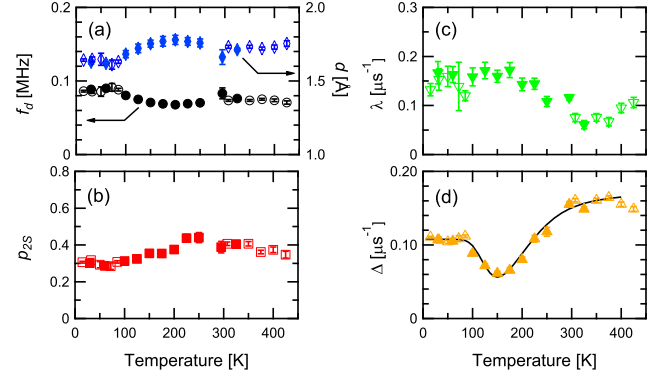 (a)
0.2
0.1
0
f_d [MHz]
2.0
1.5
1.0
d [Å]
(b)
0.8
0.6
0.4
0.2
0
p_2S
0 100 200 300 400
Temperature [K]
(c)
0.3
0.2
0.1
0
λ [μs⁻¹]
(d)
0.20
0.10
0
Δ [μs⁻¹]
0 100 200 300 400
Temperature [K]